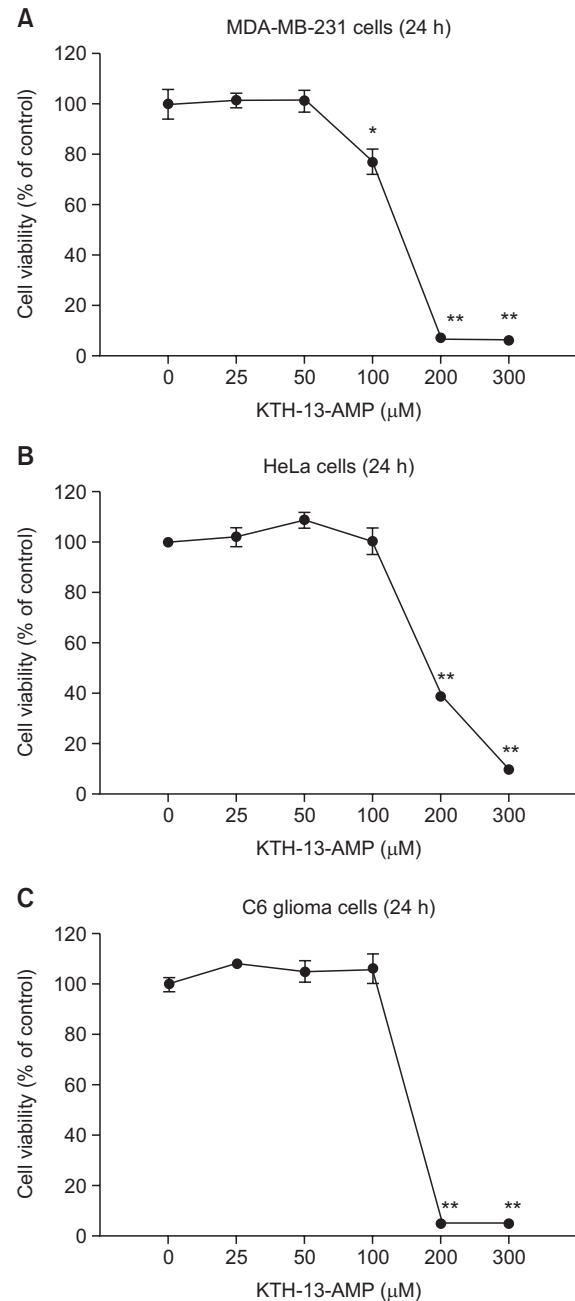 A
MDA-MB-231 cells (24 h)
Cell viability (% of control)
120
100
80
60
40
20
0
*
**
**
0 25 50 100 200 300
KTH-13-AMP (μM)
B
HeLa cells (24 h)
Cell viability (% of control)
120
100
80
60
40
20
0
**
**
0 25 50 100 200 300
KTH-13-AMP (μM)
C
C6 glioma cells (24 h)
Cell viability (% of control)
120
100
80
60
40
20
0
**
**
0 25 50 100 200 300
KTH-13-AMP (μM)